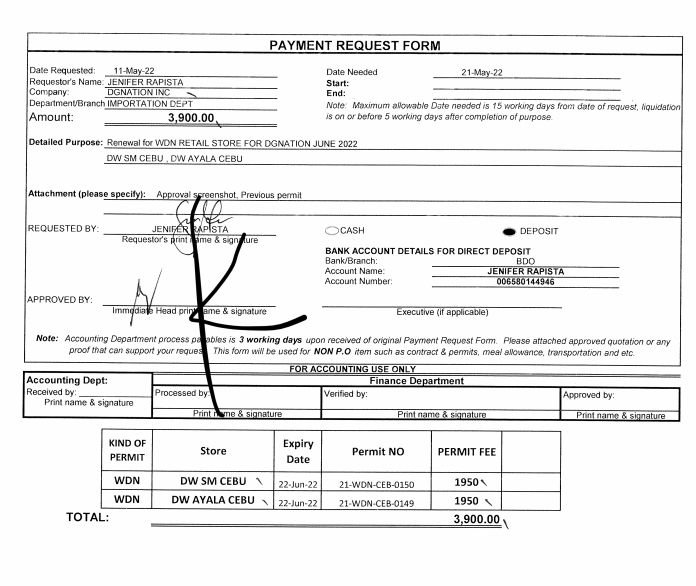 PAYMENT REQUEST FORM
Date Requested: 11-May-22
Date Needed 21-May-22
Requestor's Name: JENIFER RAPISTA
Start:
Company: DGNATION INC
End:
Department/Branch IMPORTATION DEPT
Note: Maximum allowable Date needed is 15 working days from date of request, liquidation
is on or before 5 working days after completion of purpose.
Amount: 3,900.00
Detailed Purpose: Renewal for WDN RETAIL STORE FOR DGNATION JUNE 2022
DW SM CEBU , DW AYALA CEBU
Attachment (please specify): Approval screenshot, Previous permit
REQUESTED BY: JENIFER RAPISTA
Requestor's print name & signature
CASH DEPOSIT
BANK ACCOUNT DETAILS FOR DIRECT DEPOSIT
Bank/Branch: BDO
Account Name: JENIFER RAPISTA
Account Number: 006580144946
APPROVED BY:
Immediate Head print name & signature
Executive (if applicable)
Note: Accounting Department process payables is 3 working days upon received of original Payment Request Form. Please attached approved quotation or any
proof that can support your request. This form will be used for NON P.O item such as contract & permits, meal allowance, transportation and etc.
FOR ACCOUNTING USE ONLY
Accounting Dept: Finance Department
Received by: Processed by: Verified by: Approved by:
Print name & signature Print name & signature Print name & signature Print name & signature
KIND OF PERMIT Store Expiry Date Permit NO PERMIT FEE
WDN DW SM CEBU 22-Jun-22 21-WDN-CEB-0150 1950
WDN DW AYALA CEBU 22-Jun-22 21-WDN-CEB-0149 1950
TOTAL: 3,900.00